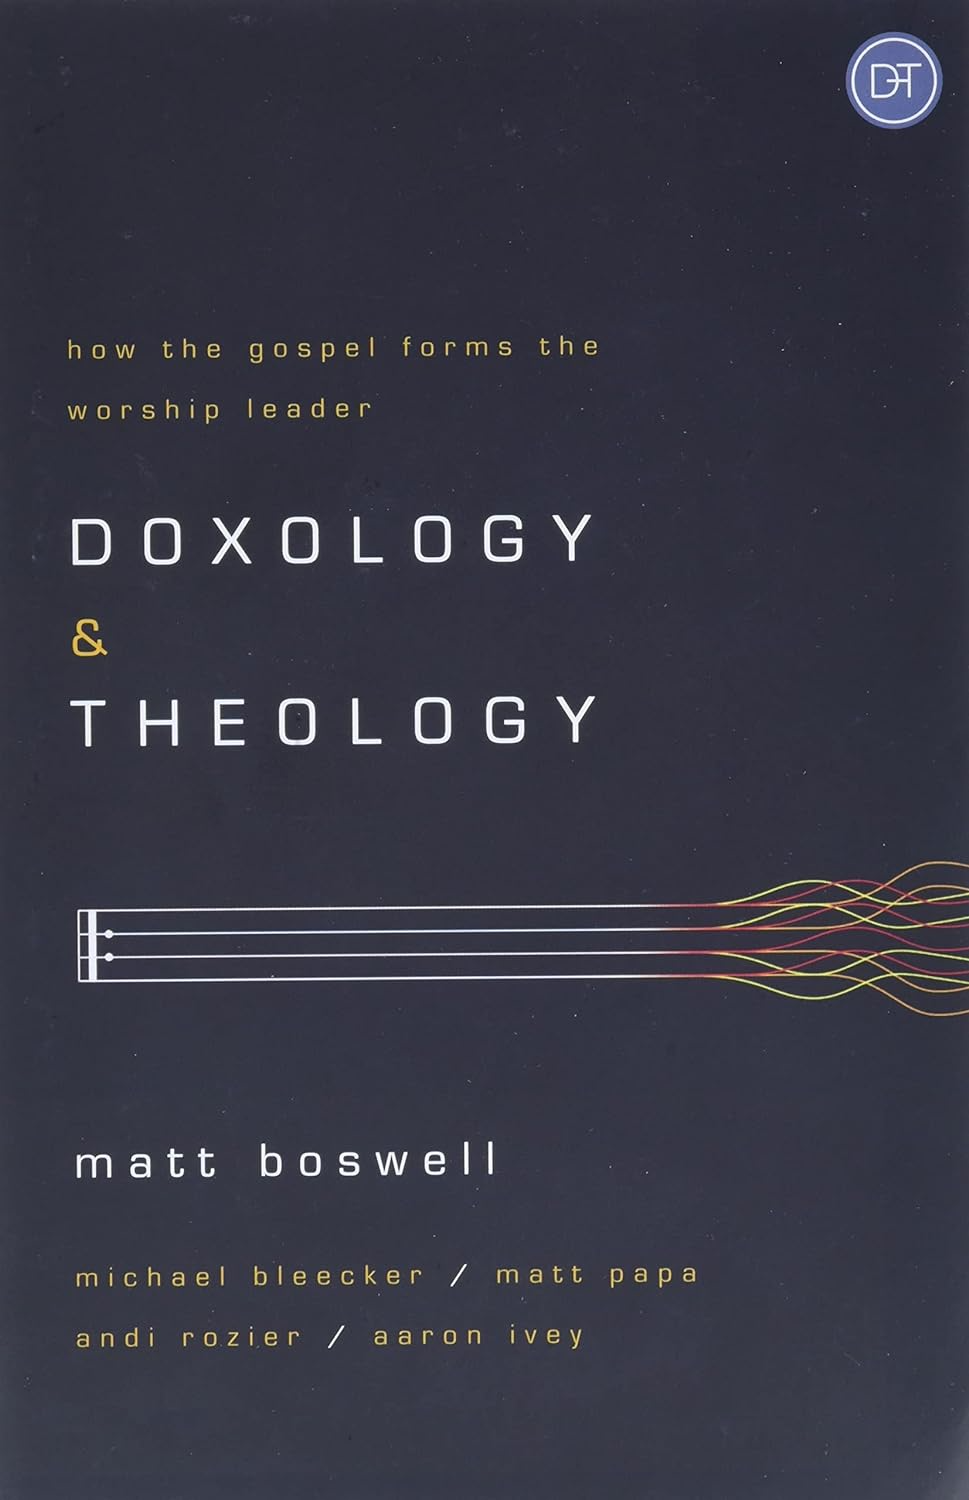 DT
how the gospel forms the
worship leader
DOXOLOGY
&
THEOLOGY
matt boswell
michael bleecker / matt papa
andi rozier / aaron ivey